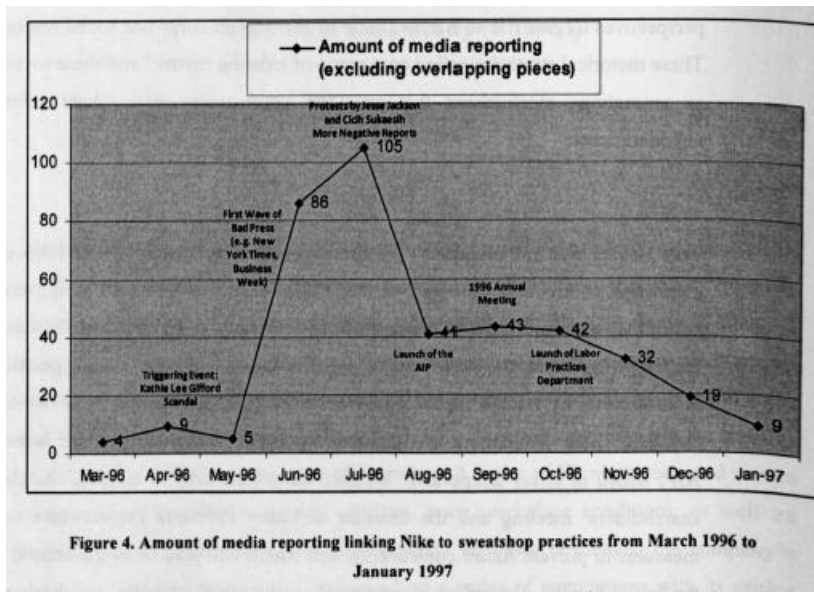 Amount of media reporting
(excluding overlapping pieces)
120
100
80
60
40
20
0
Protests by Jesse Jackson
and Cicih Sukaesih
More Negative Reports
105
First Wave of
Bad Press
(e.g. New
York Times,
Business
Week)
86
1996 Annual
Meeting
41
43
42
Launch of the
AIP
Launch of Labor
Practices
Department
32
Triggering Event:
Kathie Lee Gifford
Scandal
19
4
9
5
9
Mar-96 Apr-96 May-96 Jun-96 Jul-96 Aug-96 Sep-96 Oct-96 Nov-96 Dec-96 Jan-97
Figure 4. Amount of media reporting linking Nike to sweatshop practices from March 1996 to
January 1997